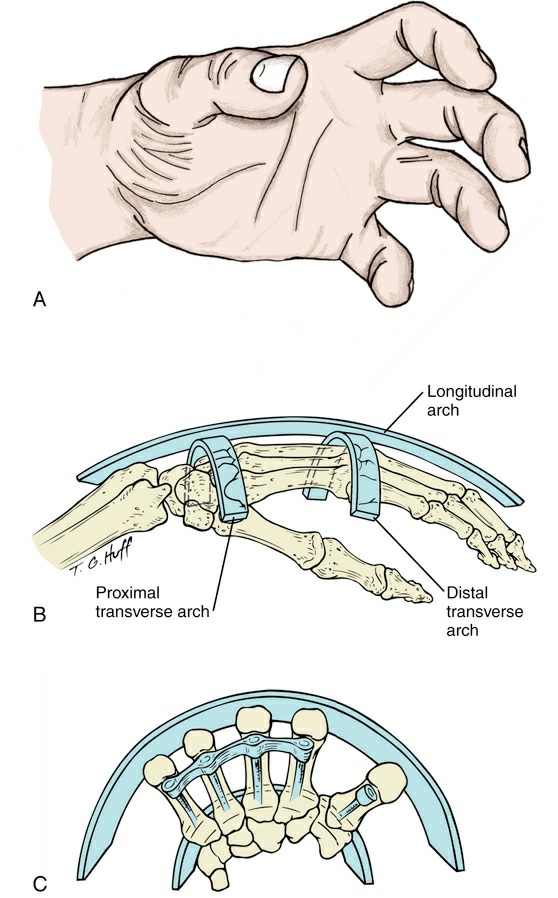 A
Longitudinal
arch
T. G. Huff
Proximal
transverse arch
Distal
transverse
arch
B
C